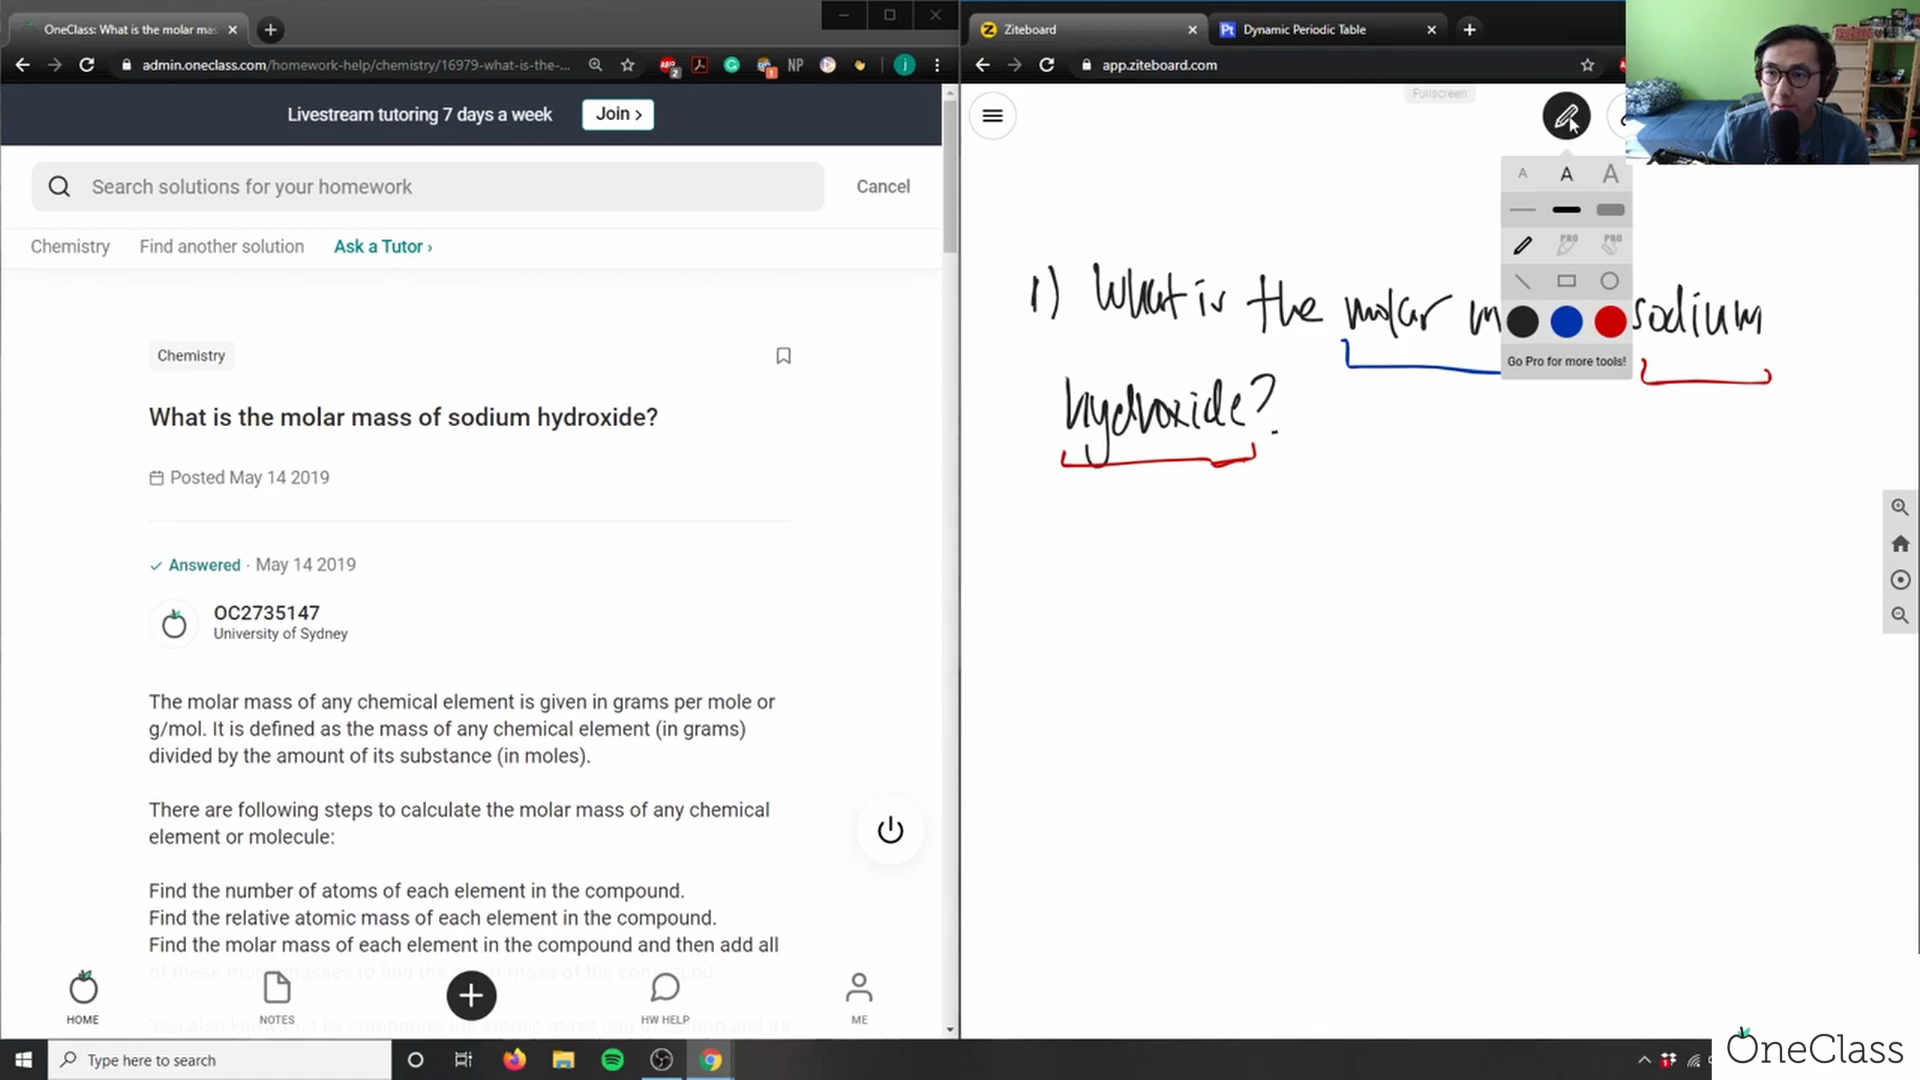 OneClass: What is the molar mas
admin.oneclass.com/homework-help/chemistry/16979-what-is-the-...
Livestream tutoring 7 days a week
Join ›
Search solutions for your homework
Cancel
Chemistry
Find another solution
Ask a Tutor ›
Chemistry
What is the molar mass of sodium hydroxide?
Posted May 14 2019
Answered · May 14 2019
OC2735147
University of Sydney
The molar mass of any chemical element is given in grams per mole or
g/mol. It is defined as the mass of any chemical element (in grams)
divided by the amount of its substance (in moles).
There are following steps to calculate the molar mass of any chemical
element or molecule:
Find the number of atoms of each element in the compound.
Find the relative atomic mass of each element in the compound.
Find the molar mass of each element in the compound and then add all
HOME
NOTES
HW HELP
ME
Type here to search
Ziteboard
Dynamic Periodic Table
app.ziteboard.com
Fullscreen
A A A
PRO PRO
Go Pro for more tools!
1) What is the molar m sodium
hydroxide?
OneClass